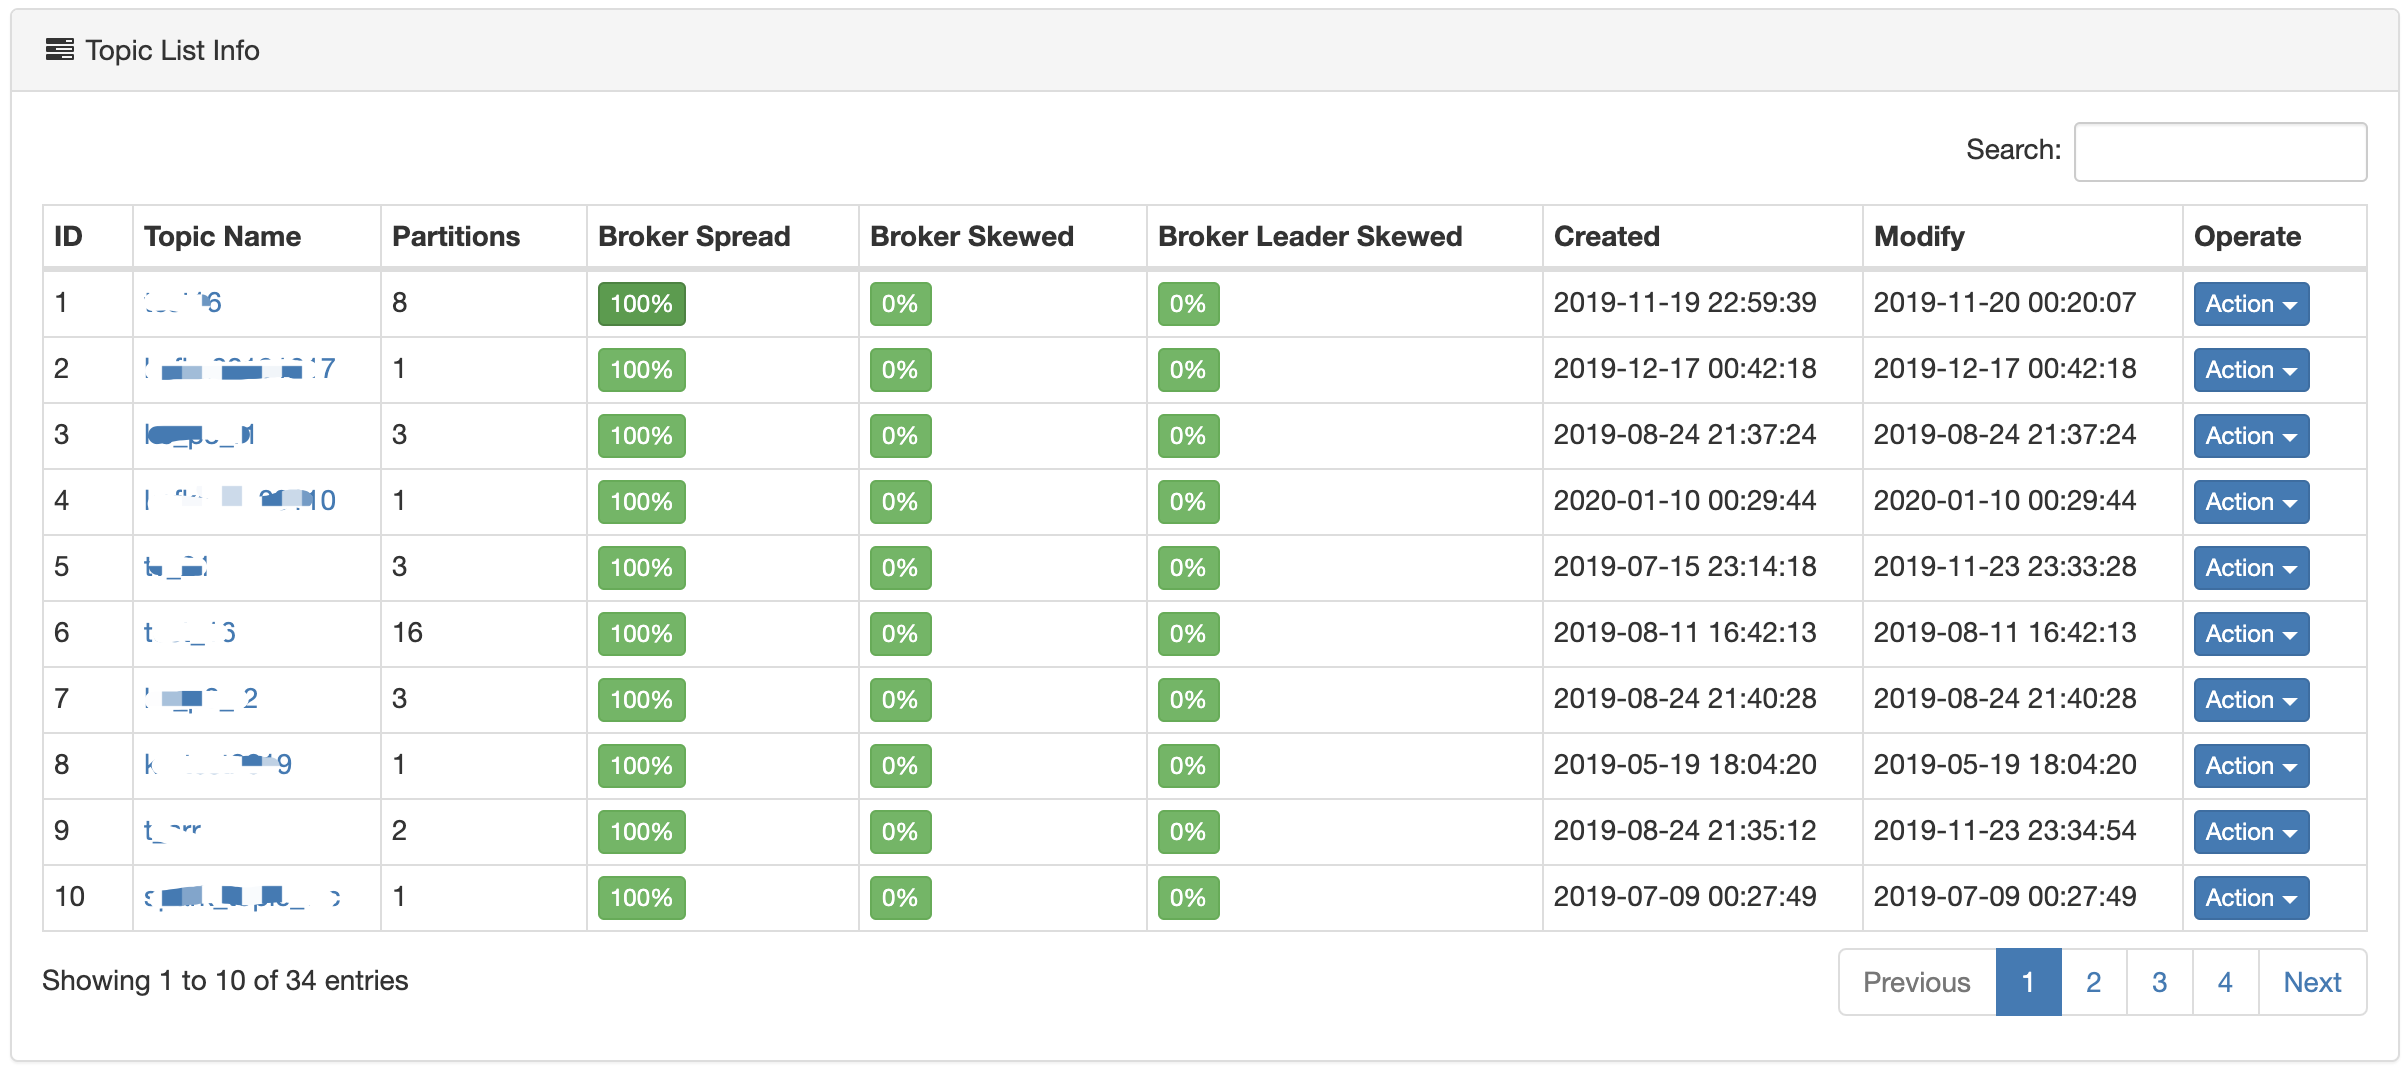 Topic List Info
Search:
ID Topic Name Partitions Broker Spread Broker Skewed Broker Leader Skewed Created Modify Operate
1 8 100% 0% 0% 2019-11-19 22:59:39 2019-11-20 00:20:07 Action
2 1 100% 0% 0% 2019-12-17 00:42:18 2019-12-17 00:42:18 Action
3 3 100% 0% 0% 2019-08-24 21:37:24 2019-08-24 21:37:24 Action
4 1 100% 0% 0% 2020-01-10 00:29:44 2020-01-10 00:29:44 Action
5 3 100% 0% 0% 2019-07-15 23:14:18 2019-11-23 23:33:28 Action
6 16 100% 0% 0% 2019-08-11 16:42:13 2019-08-11 16:42:13 Action
7 3 100% 0% 0% 2019-08-24 21:40:28 2019-08-24 21:40:28 Action
8 1 100% 0% 0% 2019-05-19 18:04:20 2019-05-19 18:04:20 Action
9 2 100% 0% 0% 2019-08-24 21:35:12 2019-11-23 23:34:54 Action
10 1 100% 0% 0% 2019-07-09 00:27:49 2019-07-09 00:27:49 Action
Showing 1 to 10 of 34 entries
Previous 1 2 3 4 Next